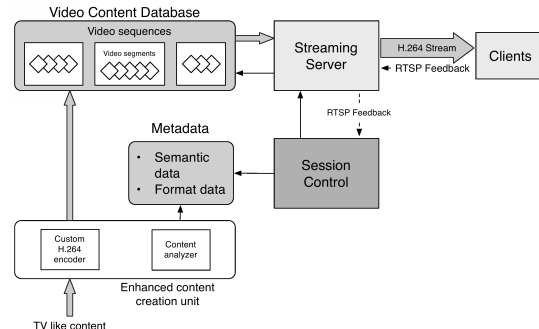 Video Content Database
Video sequences
Video segments
Streaming
Server
H.264 Stream
RTSP Feedback
Clients
RTSP Feedback
Metadata
• Semantic
data
• Format data
Session
Control
Custom
H.264
encoder
Content
analyzer
Enhanced content
creation unit
TV like content